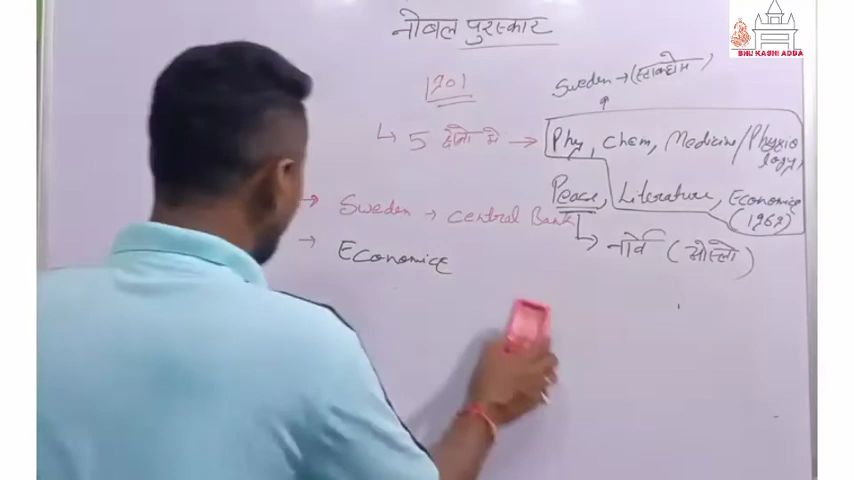 नोबल पुरस्कार
1901
Sweden → (स्टाकहोम)
↳ 5 क्षेत्रो मे → Phy, Chem, Medicine/Physiology,
Peace, Literature, Economics
(1969)
→ Sweden → central Bank
→ नार्वे (ओस्लो)
→ Economics
BHU KASHI ADDA